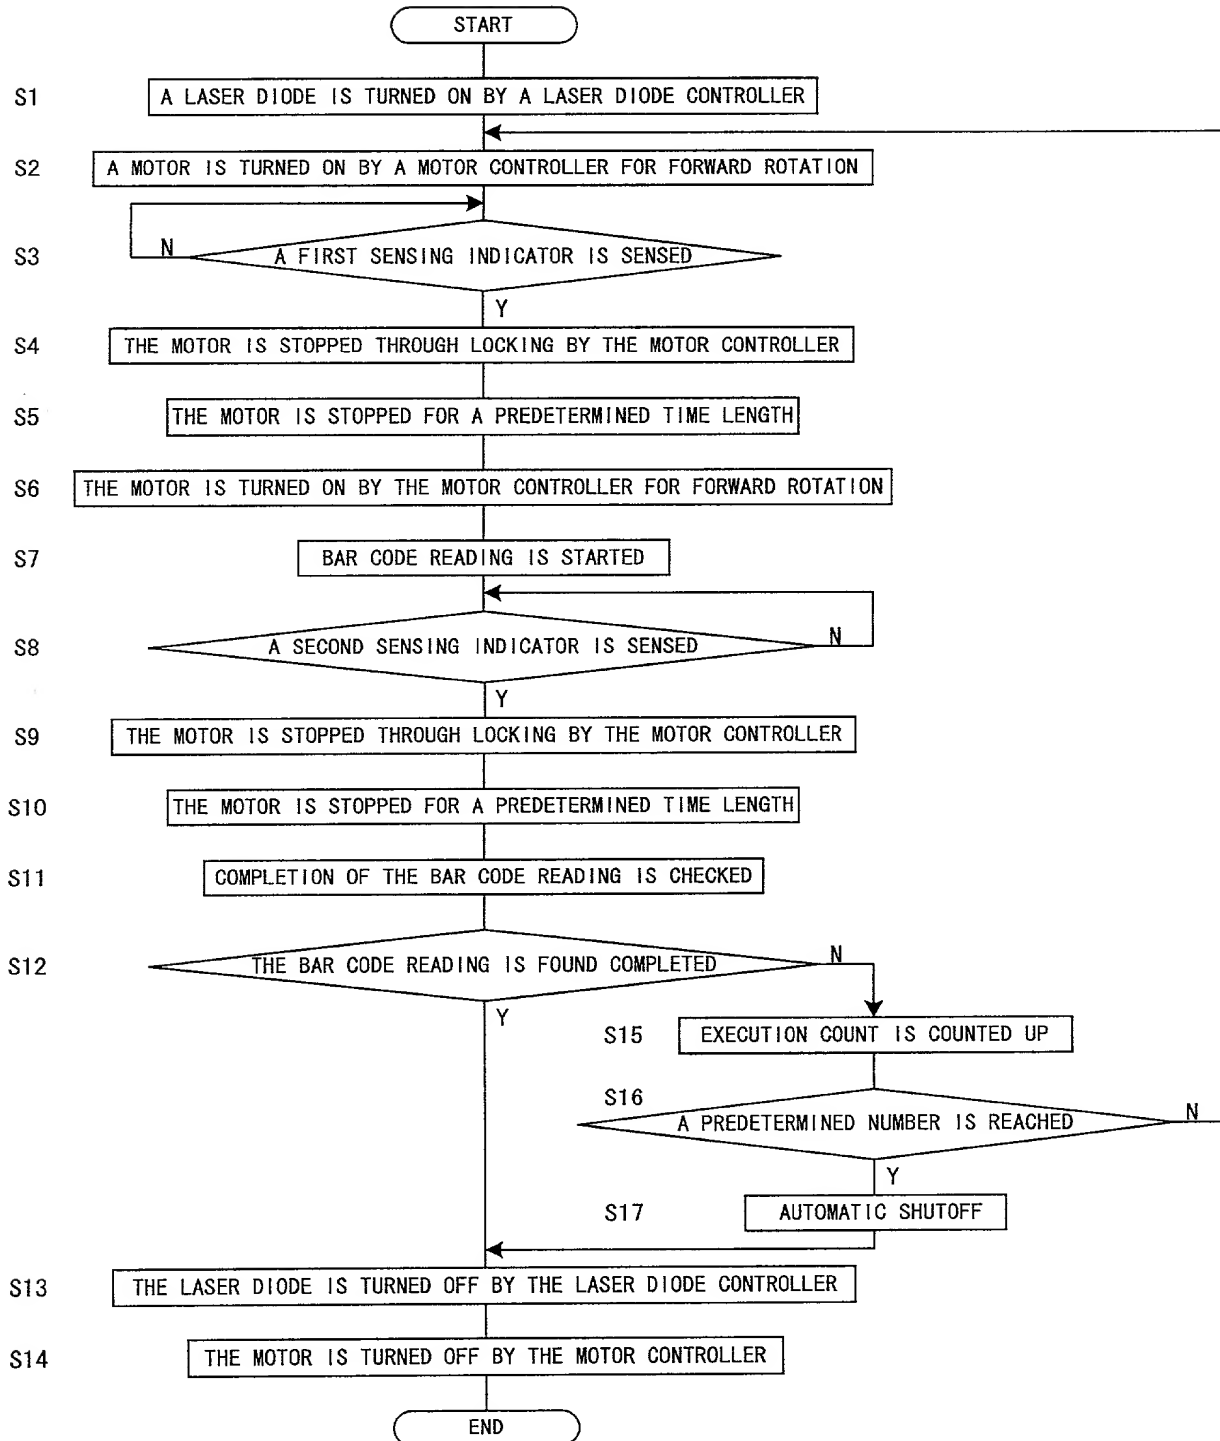 START
S1 A LASER DIODE IS TURNED ON BY A LASER DIODE CONTROLLER
S2 A MOTOR IS TURNED ON BY A MOTOR CONTROLLER FOR FORWARD ROTATION
S3 N A FIRST SENSING INDICATOR IS SENSED
Y
S4 THE MOTOR IS STOPPED THROUGH LOCKING BY THE MOTOR CONTROLLER
S5 THE MOTOR IS STOPPED FOR A PREDETERMINED TIME LENGTH
S6 THE MOTOR IS TURNED ON BY THE MOTOR CONTROLLER FOR FORWARD ROTATION
S7 BAR CODE READING IS STARTED
S8 A SECOND SENSING INDICATOR IS SENSED N
Y
S9 THE MOTOR IS STOPPED THROUGH LOCKING BY THE MOTOR CONTROLLER
S10 THE MOTOR IS STOPPED FOR A PREDETERMINED TIME LENGTH
S11 COMPLETION OF THE BAR CODE READING IS CHECKED
S12 THE BAR CODE READING IS FOUND COMPLETED N
Y
S15 EXECUTION COUNT IS COUNTED UP
S16 A PREDETERMINED NUMBER IS REACHED N
Y
S17 AUTOMATIC SHUTOFF
S13 THE LASER DIODE IS TURNED OFF BY THE LASER DIODE CONTROLLER
S14 THE MOTOR IS TURNED OFF BY THE MOTOR CONTROLLER
END